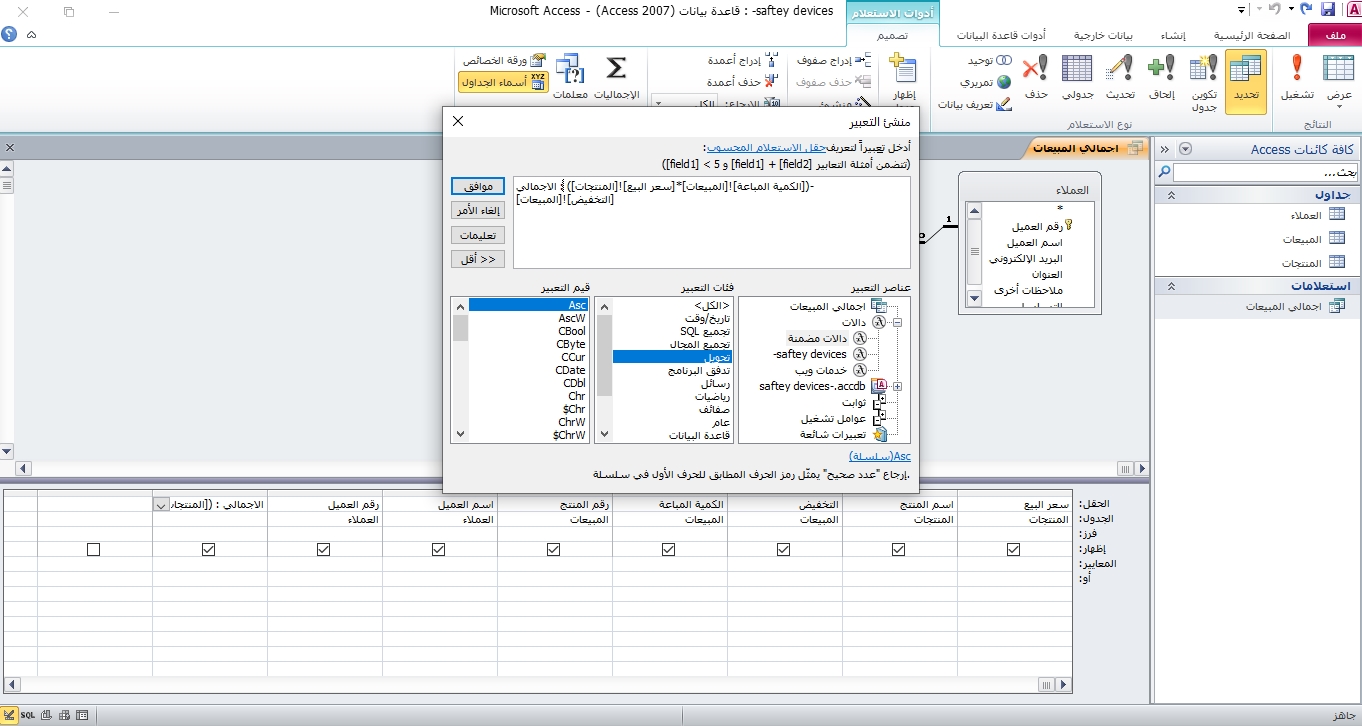 saftey devices- : قاعدة بيانات (Access 2007) - Microsoft Access
أدوات الاستعلام
ملف
الصفحة الرئيسية
إنشاء
بيانات خارجية
أدوات قاعدة البيانات
تصميم
عرض
تشغيل
النتائج
تحديد
تكوين جدول
إلحاق
تحديث
جدولي
حذف
توحيد
تمريري
تعريف بيانات
نوع الاستعلام
إظهار
إدراج صفوف
حذف صفوف
منشئ
إدراج أعمدة
حذف أعمدة
الإرجاع:
الكل
الإجماليات
معلمات
ورقة الخصائص
أسماء الجداول
كافة كائنات Access
بحث...
جداول
العملاء
المبيعات
المنتجات
استعلامات
اجمالي المبيعات
اجمالي المبيعات
العملاء
*
رقم العميل
اسم العميل
البريد الإلكتروني
العنوان
ملاحظات أخرى
1
منشئ التعبير
أدخل تعبيراً لتعريف حقل الاستعلام المحسوب:
(تتضمن أمثلة التعابير [field1] + [field2] و [field1] < 5)
الاجمالي : ([المنتجات]![سعر البيع]*[المبيعات]![الكمية المباعة])-
[المبيعات]![التخفيض]
موافق
إلغاء الأمر
تعليمات
<< أقل
عناصر التعبير
اجمالي المبيعات
دالات
دالات مضمنة
saftey devices-
خدمات ويب
saftey devices-.accdb
ثوابت
عوامل تشغيل
تعبيرات شائعة
فئات التعبير
<الكل>
تاريخ/وقت
تجميع SQL
تجميع المجال
تحويل
تدفق البرنامج
رسائل
رياضيات
صفائف
عام
قاعدة البيانات
قيم التعبير
Asc
AscW
CBool
CByte
CCur
CDate
CDbl
Chr
Chr$
ChrW
ChrW$
Asc(سلسلة)
إرجاع "عدد صحيح" يمثّل رمز الحرف المطابق للحرف الأول في سلسلة.
الحقل: سعر البيع اسم المنتج التخفيض الكمية المباعة رقم المنتج اسم العميل رقم العميل الاجمالي : ([المنتجا
الجدول: المنتجات المنتجات المبيعات المبيعات المبيعات العملاء العملاء
فرز:
إظهار:
المعايير:
أو:
جاهز
SQL